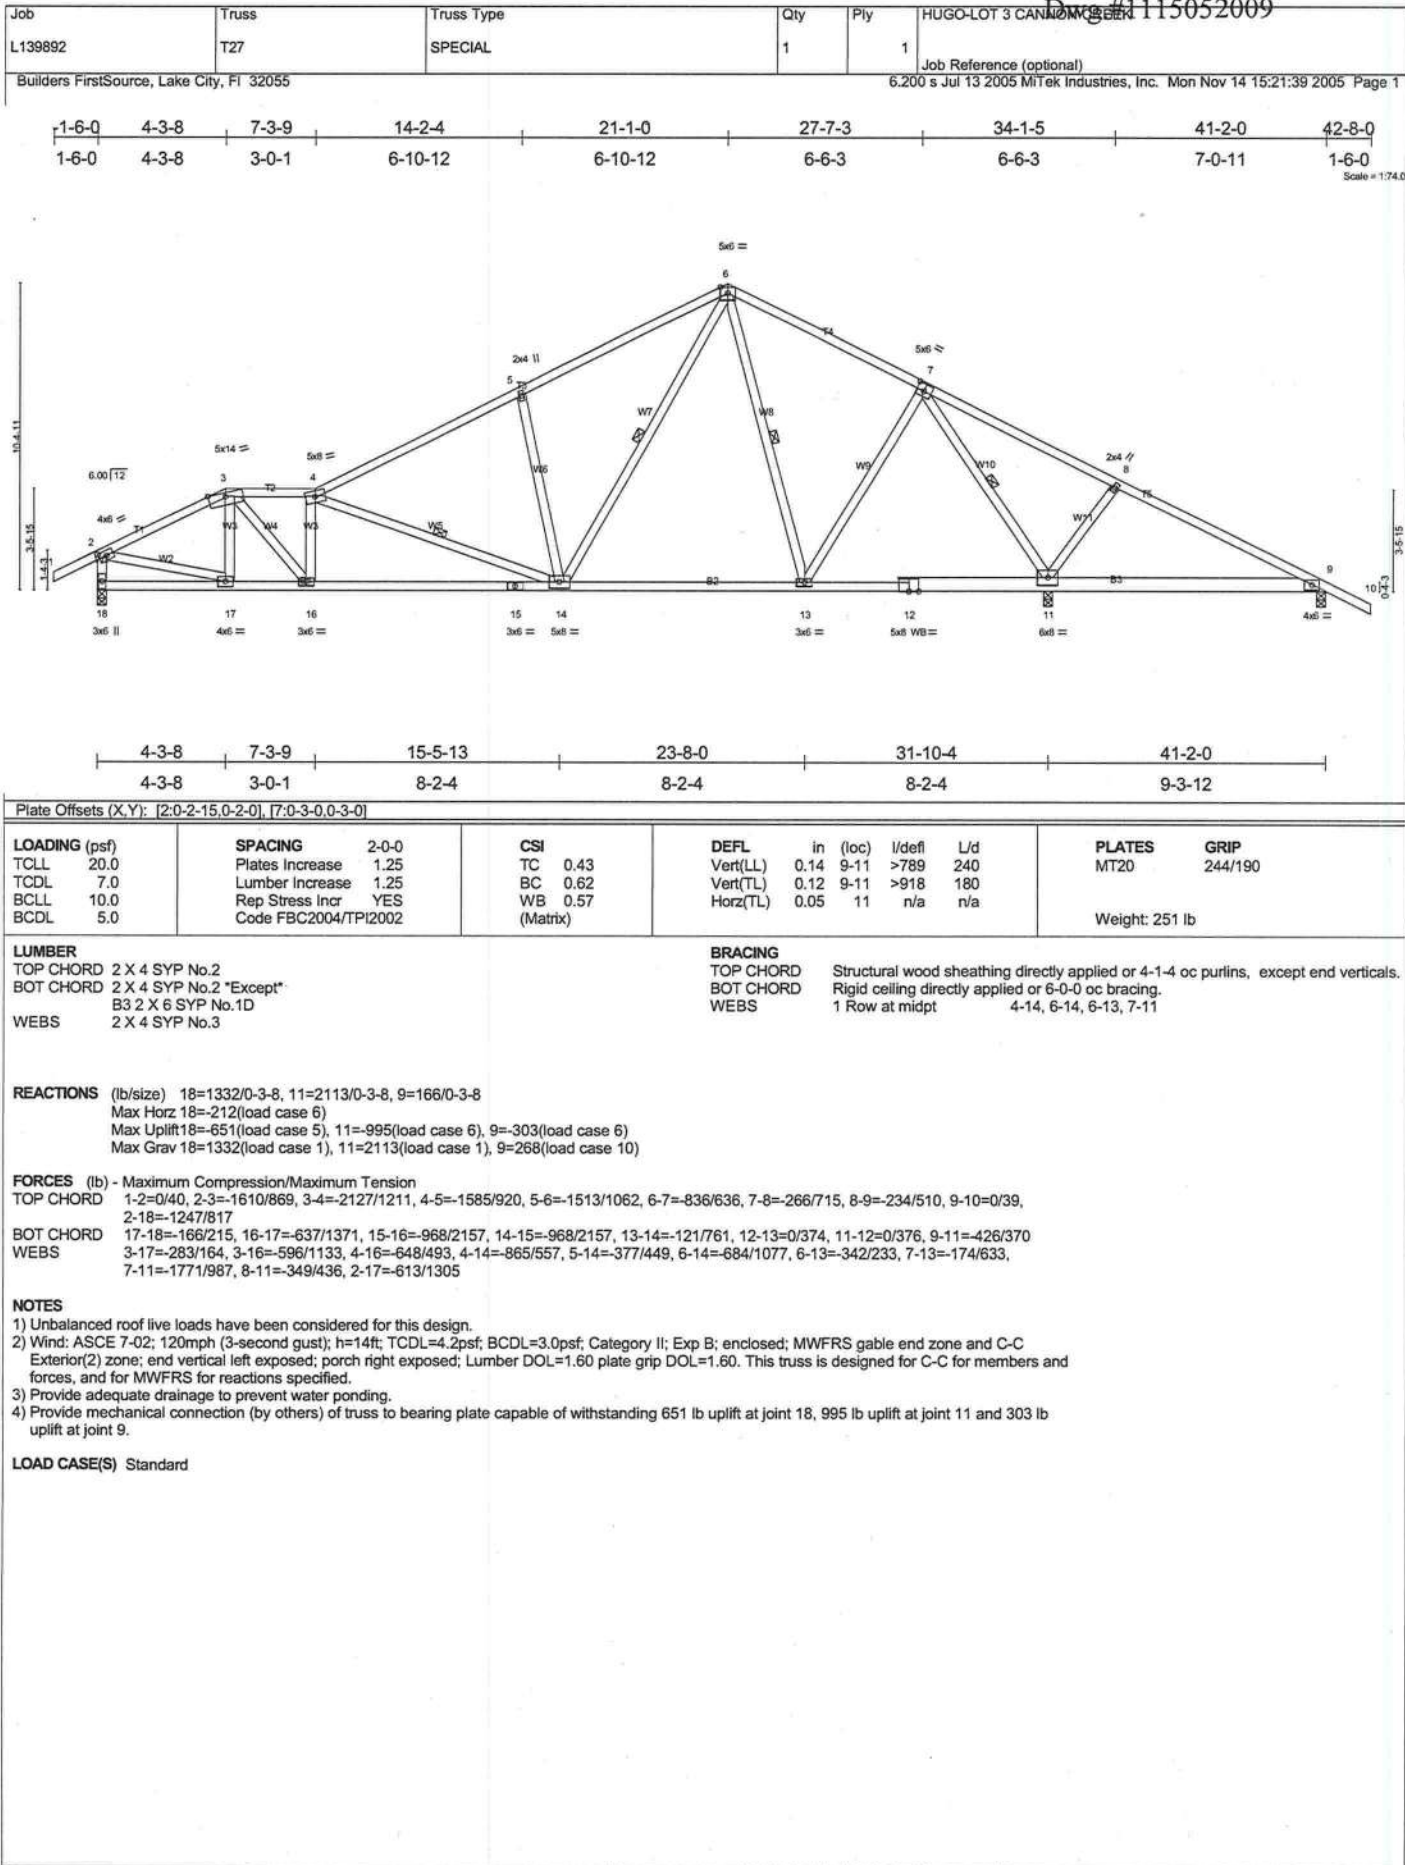 Job Truss Truss Type Qty Ply HUGO-LOT 3 CANNON CREEK Dwg #1115052009
L139892 T27 SPECIAL 1 1
Job Reference (optional)
Builders FirstSource, Lake City, Fl 32055 6.200 s Jul 13 2005 MiTek Industries, Inc. Mon Nov 14 15:21:39 2005 Page 1
-1-6-0 4-3-8 7-3-9 14-2-4 21-1-0 27-7-3 34-1-5 41-2-0 42-8-0
1-6-0 4-3-8 3-0-1 6-10-12 6-10-12 6-6-3 6-6-3 7-0-11 1-6-0
Scale = 1:74.0
5x6 =
6
T4
5x6
7
2x4 \\
5
T3
10-4-11
W7
W8
5x14
5x8 =
6.00 12
3
4
T2
W6
W9
W10
2x4 //
8
T5
4x6
T1
2
W3
W4
W3
W5
W11
3-5-15
3-5-15
1-4-3
W2
B2
B3
9
10
0-4-3
18 17 16 15 14 13 12 11
3x6 || 4x6 = 3x6 = 3x6 = 5x8 = 3x6 = 5x8 WB= 6x8 = 4x6 =
4-3-8 7-3-9 15-5-13 23-8-0 31-10-4 41-2-0
4-3-8 3-0-1 8-2-4 8-2-4 8-2-4 9-3-12
Plate Offsets (X,Y): [2:0-2-15,0-2-0], [7:0-3-0,0-3-0]
LOADING (psf) SPACING 2-0-0 CSI DEFL in (loc) l/defl L/d PLATES GRIP
TCLL 20.0 Plates Increase 1.25 TC 0.43 Vert(LL) 0.14 9-11 >789 240 MT20 244/190
TCDL 7.0 Lumber Increase 1.25 BC 0.62 Vert(TL) 0.12 9-11 >918 180
BCLL 10.0 Rep Stress Incr YES WB 0.57 Horz(TL) 0.05 11 n/a n/a
BCDL 5.0 Code FBC2004/TPI2002 (Matrix) Weight: 251 lb
LUMBER
TOP CHORD 2 X 4 SYP No.2
BOT CHORD 2 X 4 SYP No.2 *Except*
B3 2 X 6 SYP No.1D
WEBS 2 X 4 SYP No.3
BRACING
TOP CHORD Structural wood sheathing directly applied or 4-1-4 oc purlins, except end verticals.
BOT CHORD Rigid ceiling directly applied or 6-0-0 oc bracing.
WEBS 1 Row at midpt 4-14, 6-14, 6-13, 7-11
REACTIONS (lb/size) 18=1332/0-3-8, 11=2113/0-3-8, 9=166/0-3-8
Max Horz 18=-212(load case 6)
Max Uplift18=-651(load case 5), 11=-995(load case 6), 9=-303(load case 6)
Max Grav 18=1332(load case 1), 11=2113(load case 1), 9=268(load case 10)
FORCES (lb) - Maximum Compression/Maximum Tension
TOP CHORD 1-2=0/40, 2-3=-1610/869, 3-4=-2127/1211, 4-5=-1585/920, 5-6=-1513/1062, 6-7=-836/636, 7-8=-266/715, 8-9=-234/510, 9-10=0/39,
2-18=-1247/817
BOT CHORD 17-18=-166/215, 16-17=-637/1371, 15-16=-968/2157, 14-15=-968/2157, 13-14=-121/761, 12-13=0/374, 11-12=0/376, 9-11=-426/370
WEBS 3-17=-283/164, 3-16=-596/1133, 4-16=-648/493, 4-14=-865/557, 5-14=-377/449, 6-14=-684/1077, 6-13=-342/233, 7-13=-174/633,
7-11=-1771/987, 8-11=-349/436, 2-17=-613/1305
NOTES
1) Unbalanced roof live loads have been considered for this design.
2) Wind: ASCE 7-02; 120mph (3-second gust); h=14ft; TCDL=4.2psf; BCDL=3.0psf; Category II; Exp B; enclosed; MWFRS gable end zone and C-C
Exterior(2) zone; end vertical left exposed; porch right exposed; Lumber DOL=1.60 plate grip DOL=1.60. This truss is designed for C-C for members and
forces, and for MWFRS for reactions specified.
3) Provide adequate drainage to prevent water ponding.
4) Provide mechanical connection (by others) of truss to bearing plate capable of withstanding 651 lb uplift at joint 18, 995 lb uplift at joint 11 and 303 lb
uplift at joint 9.
LOAD CASE(S) Standard